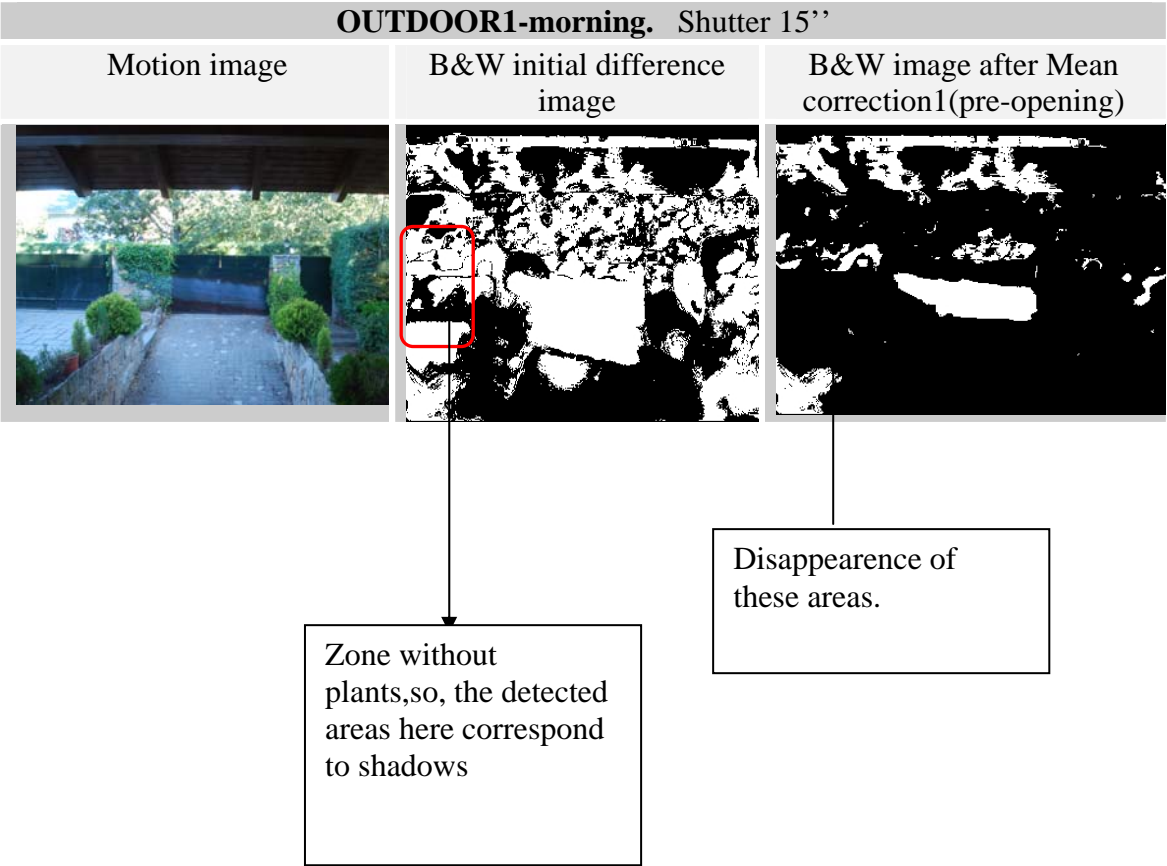 OUTDOOR1-morning. Shutter 15’’
Motion image
B&W initial difference
image
B&W image after Mean
correction1(pre-opening)
Disappearence of
these areas.
Zone without
plants,so, the detected
areas here correspond
to shadows